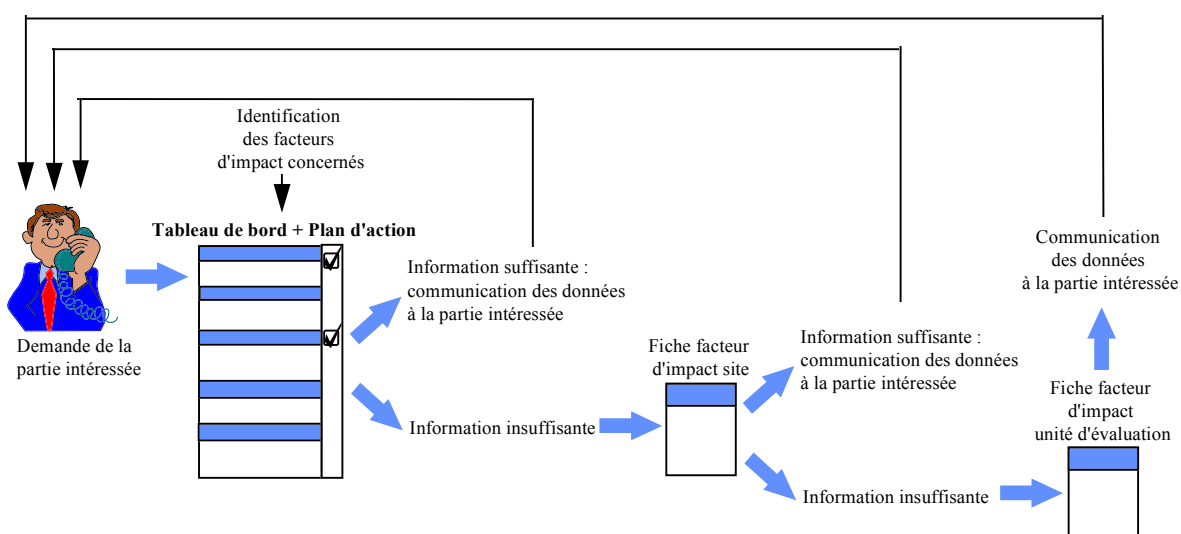 Identification
des facteurs
d'impact concernés
Tableau de bord + Plan d'action
Demande de la
partie intéressée
Information suffisante :
communication des données
à la partie intéressée
Information insuffisante
Fiche facteur
d'impact site
Information suffisante :
communication des données
à la partie intéressée
Information insuffisante
Communication
des données
à la partie intéressée
Fiche facteur
d'impact
unité d'évaluation